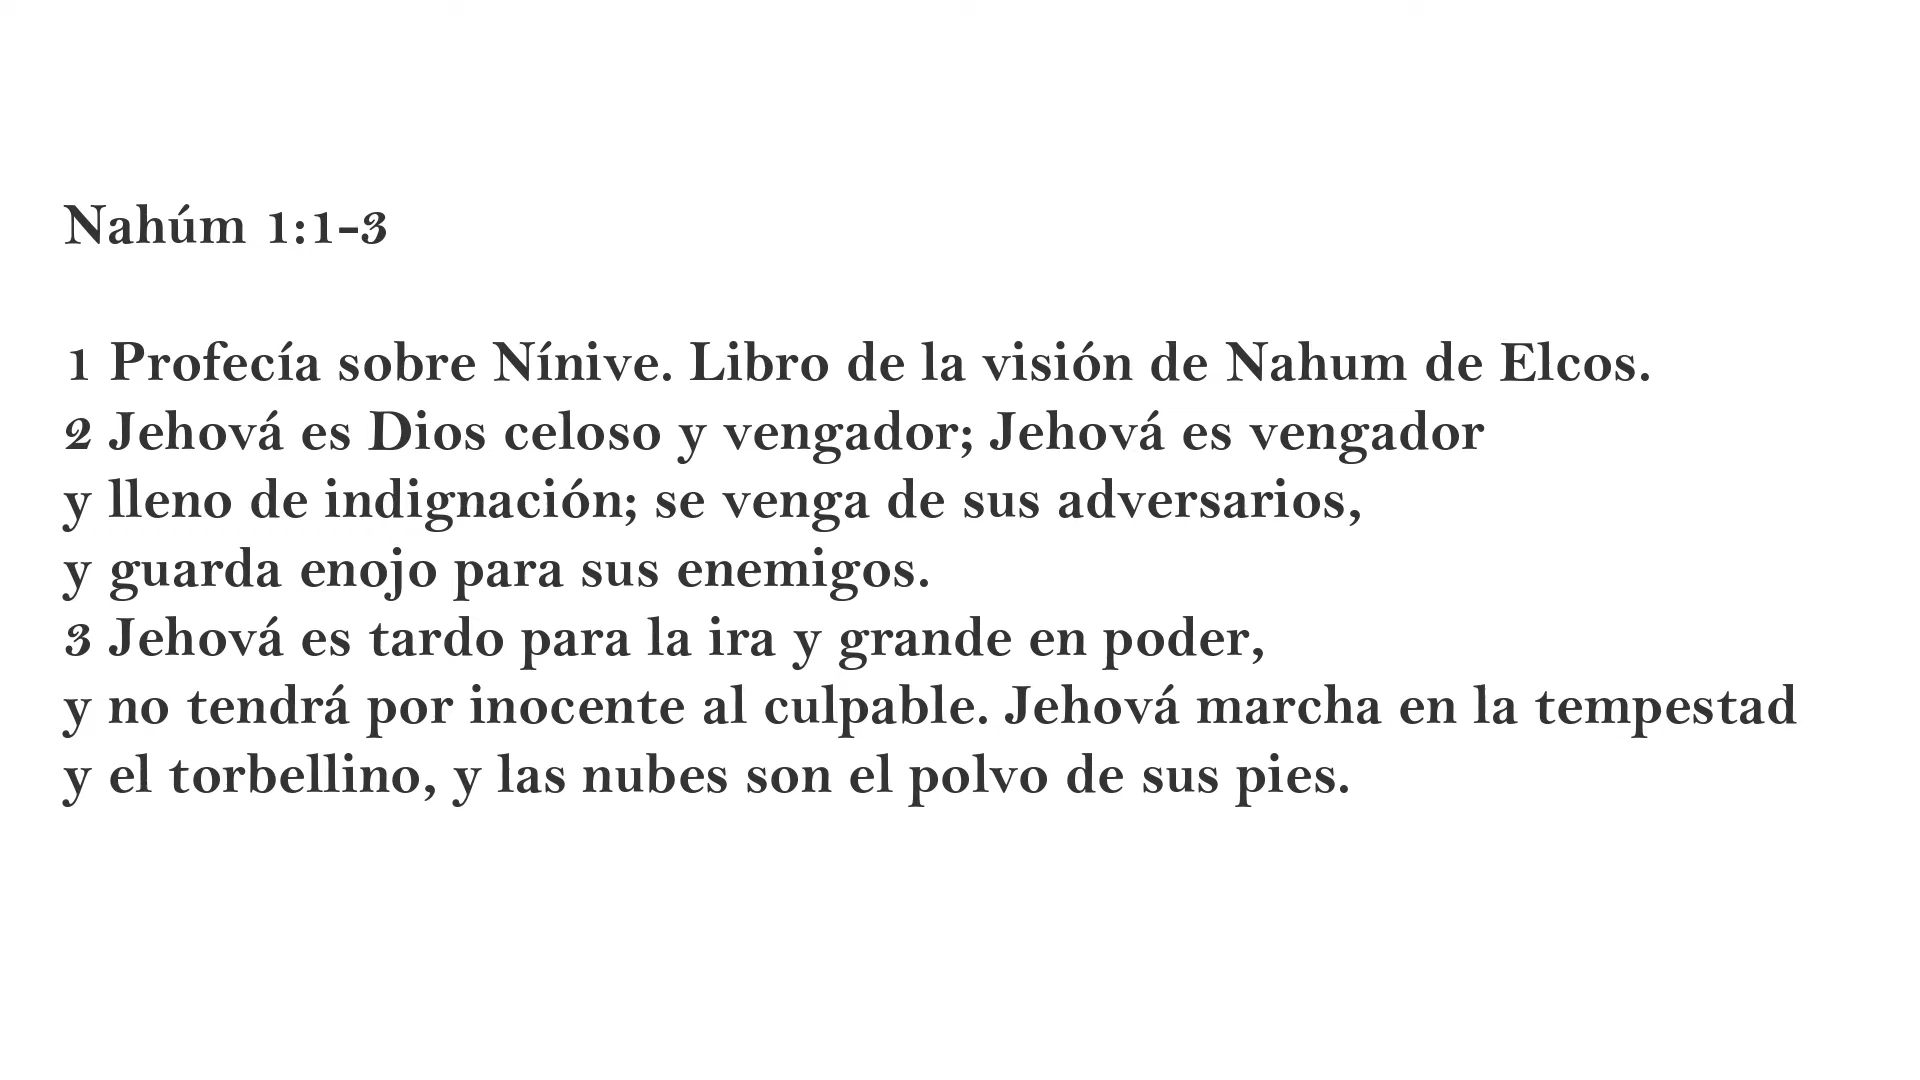 Nahúm 1:1-3
1 Profecía sobre Nínive. Libro de la visión de Nahum de Elcos.
2 Jehová es Dios celoso y vengador; Jehová es vengador
y lleno de indignación; se venga de sus adversarios,
y guarda enojo para sus enemigos.
3 Jehová es tardo para la ira y grande en poder,
y no tendrá por inocente al culpable. Jehová marcha en la tempestad
y el torbellino, y las nubes son el polvo de sus pies.